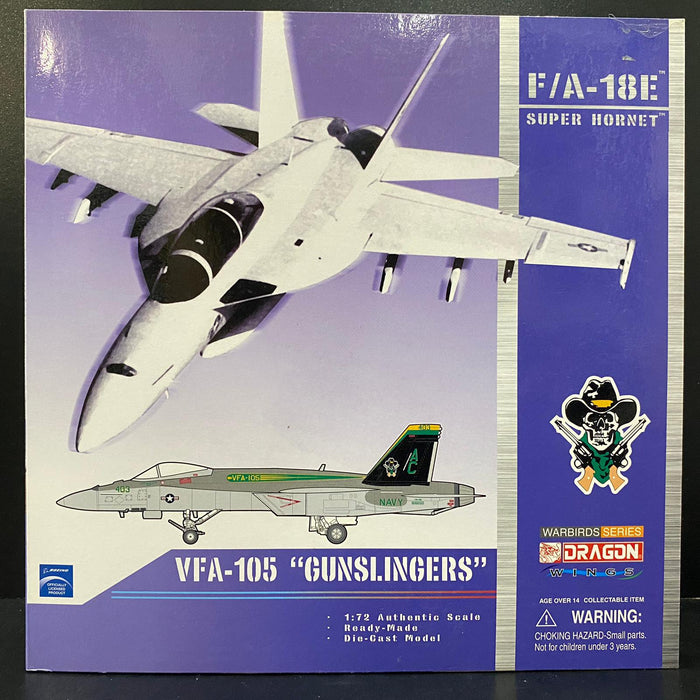 F/A-18E™
SUPER HORNET™
403
AC
VFA-105
403
NAVY
VFA-105 "GUNSLINGERS"
BOEING
OFFICIALLY
LICENSED
PRODUCT
· 1:72 Authentic Scale
· Ready-Made
· Die-Cast Model
WARBIRDS SERIES
DRAGON
WINGS
AGE OVER 14 COLLECTABLE ITEM
WARNING:
CHOKING HAZARD-Small parts.
Not for children under 3 years.